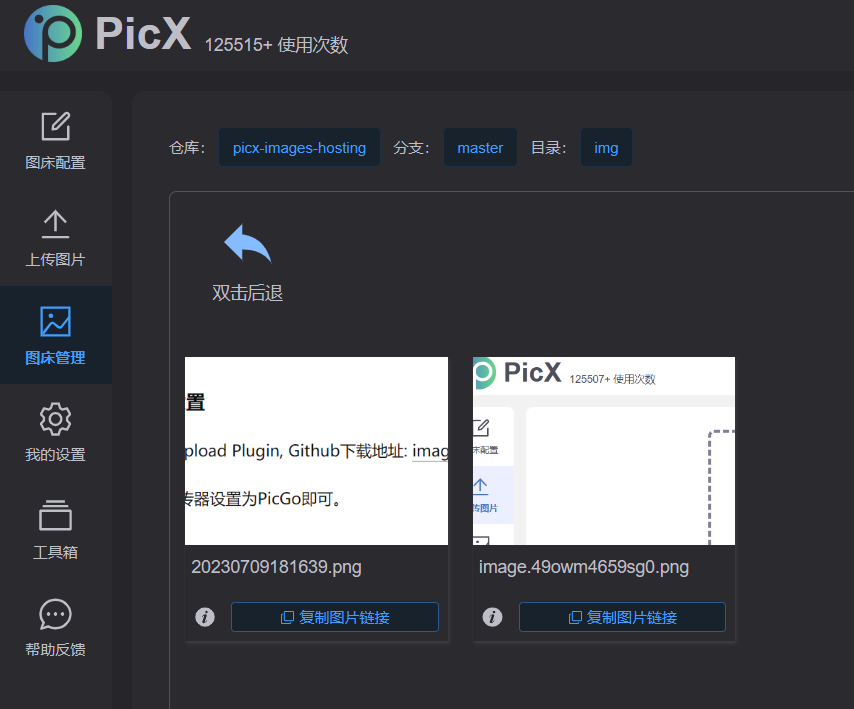 PicX 125515+ 使用次数
图床配置
上传图片
图床管理
我的设置
工具箱
帮助反馈
仓库: picx-images-hosting 分支: master 目录: img
双击后退
置
pload Plugin, Github下载地址: imag
传器设置为PicGo即可。
20230709181639.png
复制图片链接
PicX 125507+ 使用次数
床配置
传图片
image.49owm4659sg0.png
复制图片链接